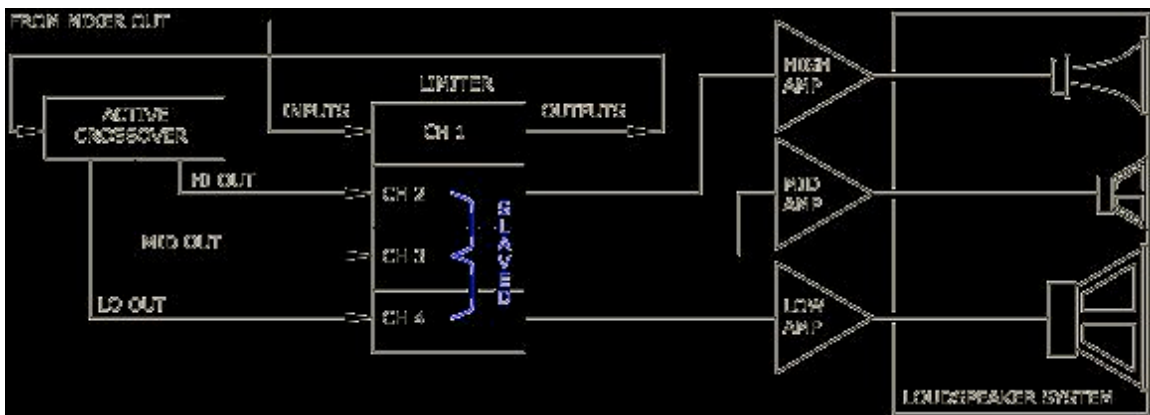 FROM MIXER OUT
LIMITER
INPUTS
OUTPUTS
ACTIVE
CROSSOVER
CH 1
HIGH
AMP
HI OUT
CH 2
MID
AMP
MID OUT
CH 3
SLAVED
LO OUT
CH 4
LOW
AMP
LOUDSPEAKER SYSTEM